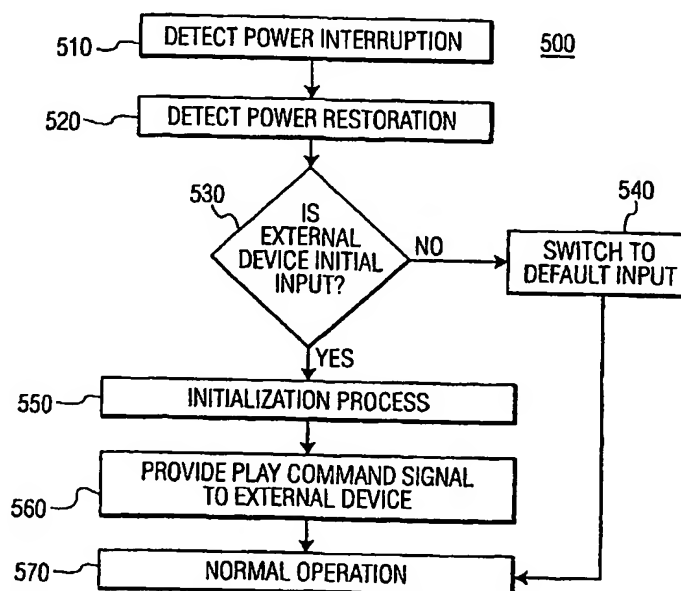 510
DETECT POWER INTERRUPTION
500
520
DETECT POWER RESTORATION
530
IS
EXTERNAL
DEVICE INITIAL
INPUT?
NO
540
SWITCH TO
DEFAULT INPUT
YES
550
INITIALIZATION PROCESS
560
PROVIDE PLAY COMMAND SIGNAL
TO EXTERNAL DEVICE
570
NORMAL OPERATION